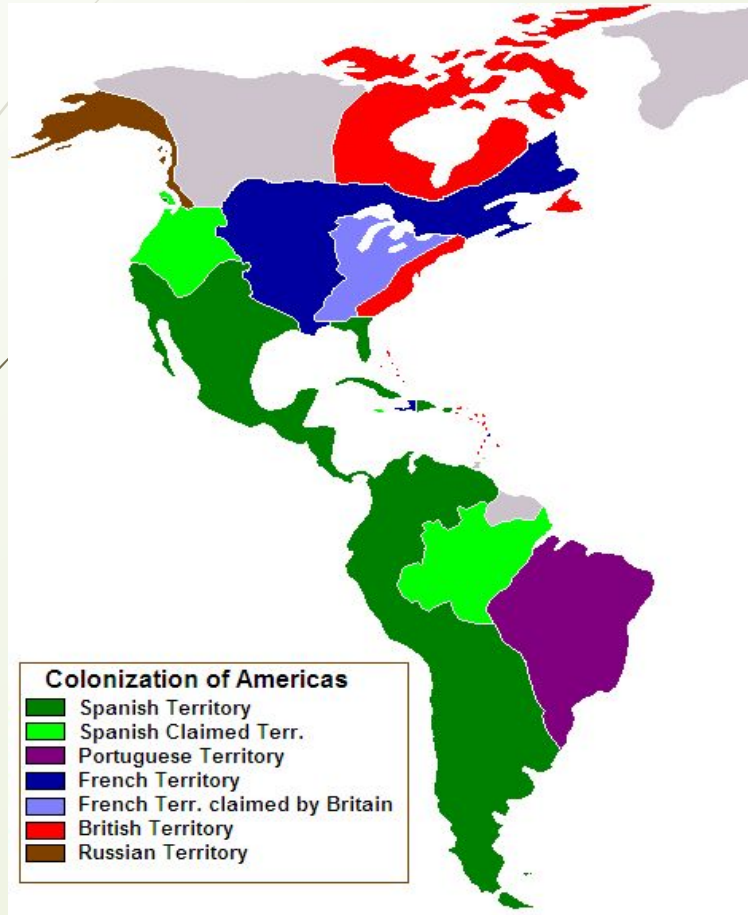 Colonization of Americas
Spanish Territory
Spanish Claimed Terr.
Portuguese Territory
French Territory
French Terr. claimed by Britain
British Territory
Russian Territory